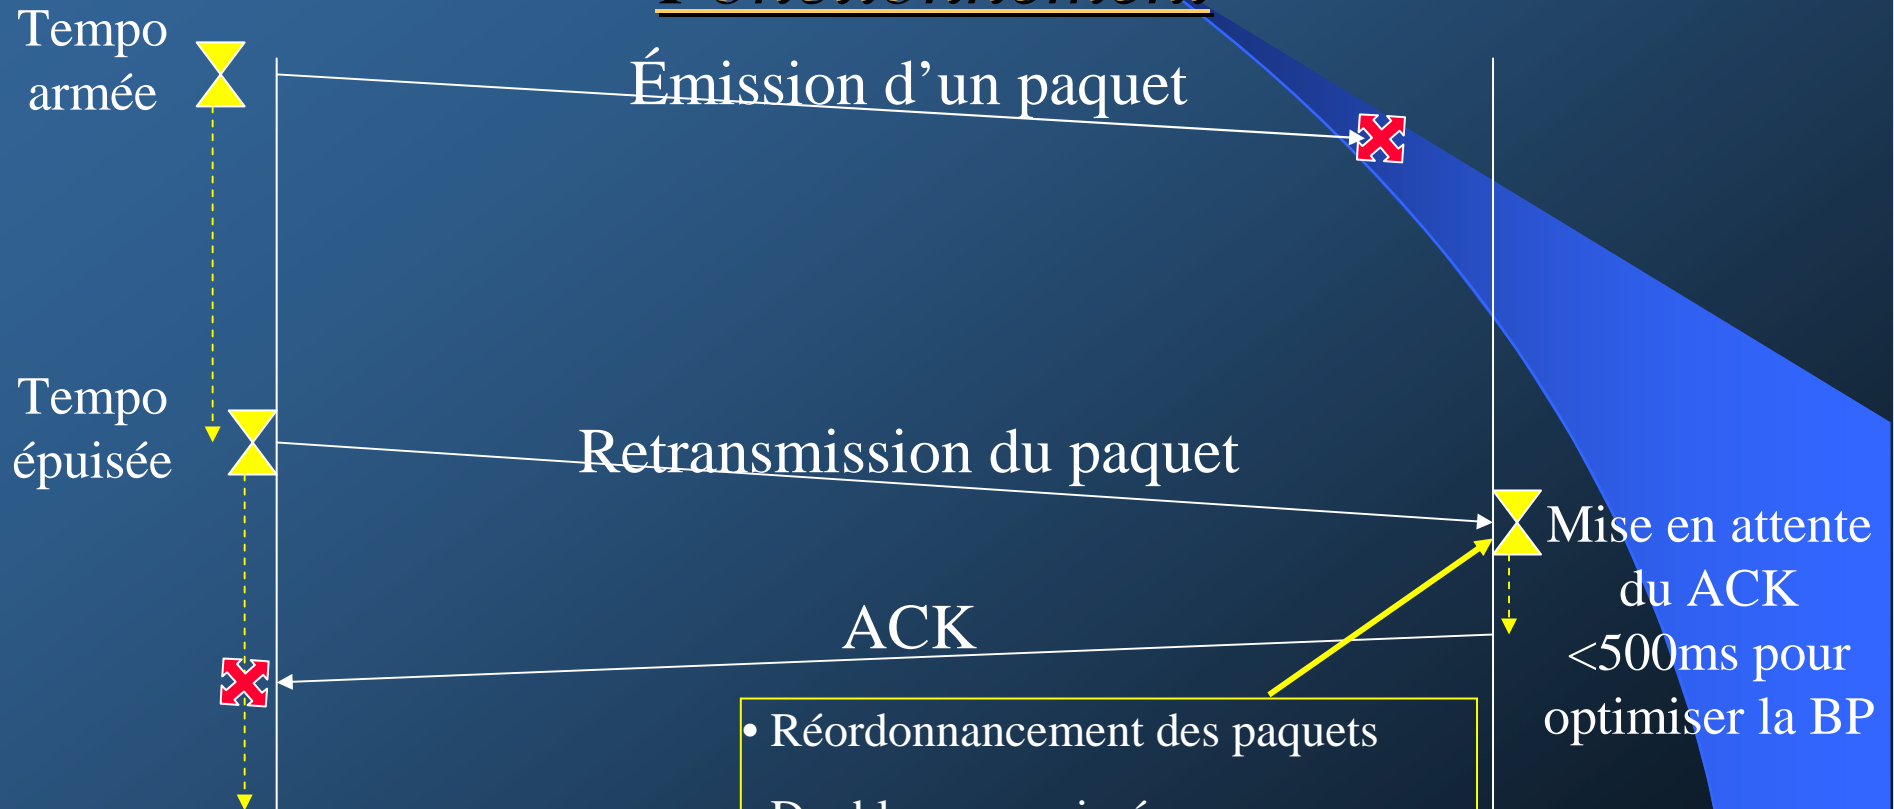 Fonctionnement
Tempo
armée
Émission d’un paquet
Tempo
épuisée
Retransmission du paquet
Mise en attente
du ACK
<500ms pour
optimiser la BP
ACK
• Réordonnancement des paquets